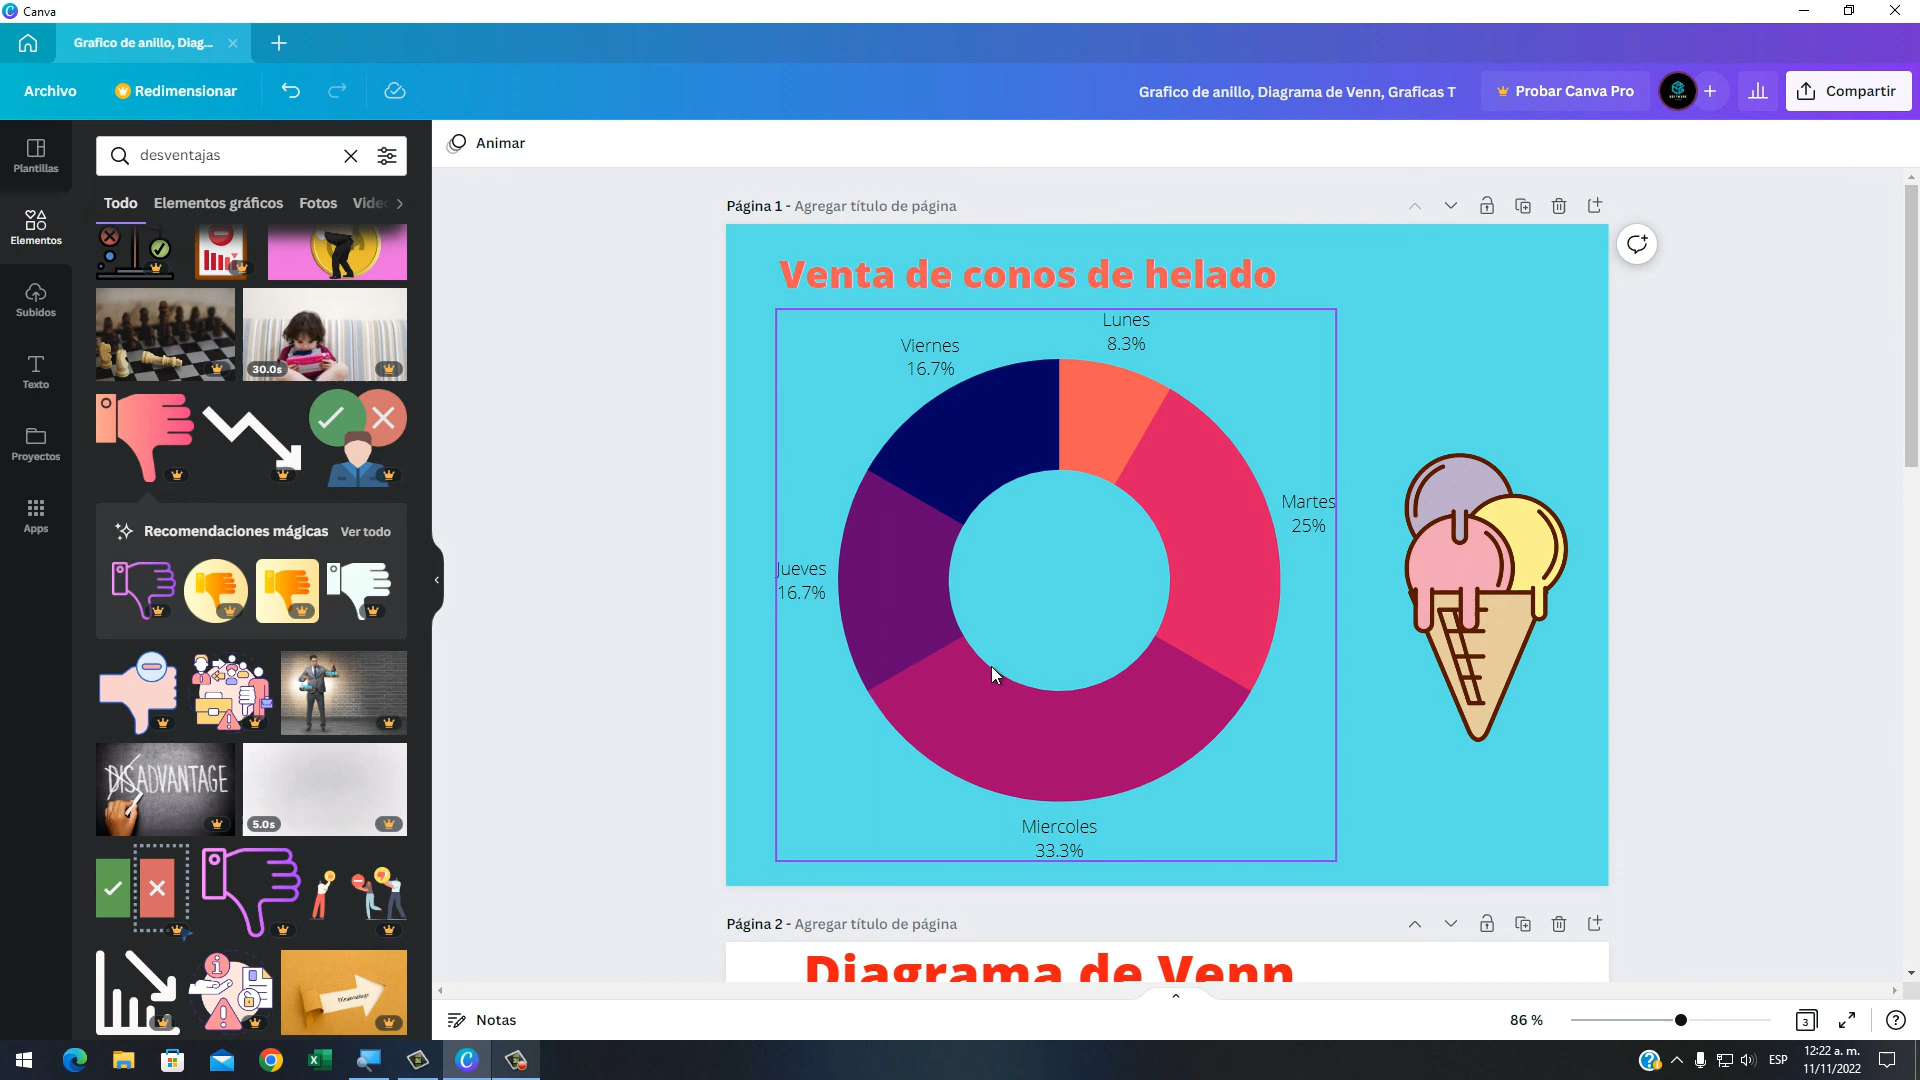 Canva
Grafico de anillo, Diag...
Archivo
Redimensionar
Grafico de anillo, Diagrama de Venn, Graficas T
Probar Canva Pro
Compartir
Plantillas
Elementos
Subidos
Texto
Proyectos
Apps
desventajas
Todo
Elementos gráficos
Fotos
Video
30.0s
Recomendaciones mágicas
Ver todo
DISADVANTAGE
5.0s
Disadvantage
Animar
Página 1 - Agregar título de página
Venta de conos de helado
Lunes
8.3%
Viernes
16.7%
Martes
25%
Jueves
16.7%
Miercoles
33.3%
Página 2 - Agregar título de página
Diagrama de Venn
Notas
86 %
3
ESP
12:22 a. m.
11/11/2022